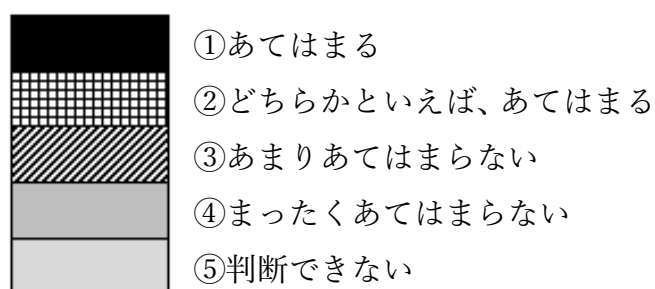 ①あてはまる
②どちらかといえば、あてはまる
③あまりあてはまらない
④まったくあてはまらない
⑤判断できない